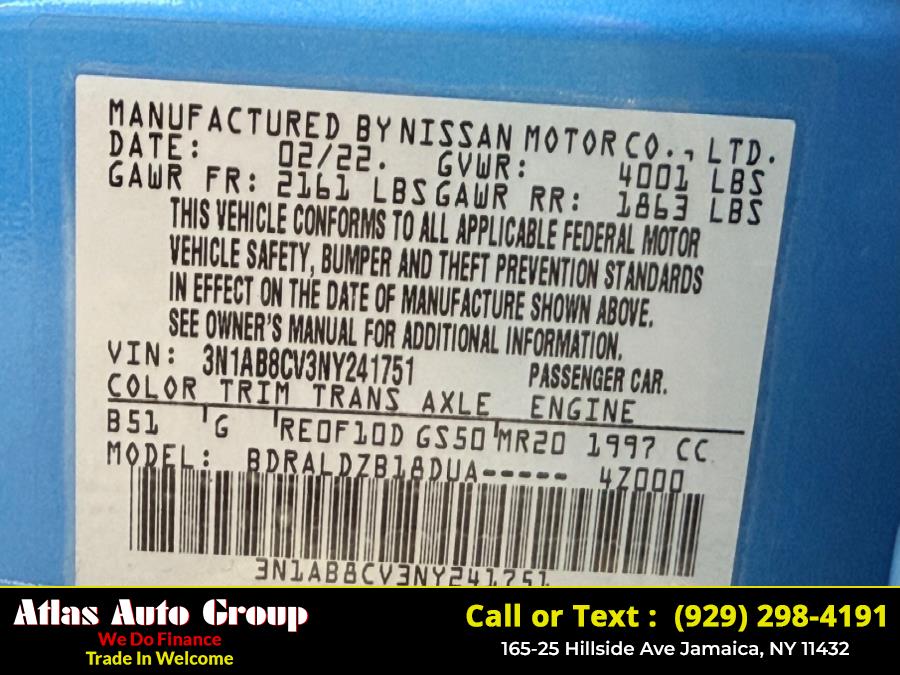 MANUFACTURED BY NISSAN MOTOR CO., LTD.
DATE: 02/22. GVWR: 4001 LBS
GAWR FR: 2161 LBS GAWR RR: 1863 LBS
THIS VEHICLE CONFORMS TO ALL APPLICABLE FEDERAL MOTOR
VEHICLE SAFETY, BUMPER AND THEFT PREVENTION STANDARDS
IN EFFECT ON THE DATE OF MANUFACTURE SHOWN ABOVE.
SEE OWNER'S MANUAL FOR ADDITIONAL INFORMATION.
VIN: 3N1AB8CV3NY241751 PASSENGER CAR.
COLOR TRIM TRANS AXLE ENGINE
B51 G RE0F10D GS50 MR20 1997 CC
MODEL: BDRALDZB18DUA----- 4Z000
3N1AB8CV3NY241751
Atlas Auto Group
We Do Finance
Trade In Welcome
Call or Text : (929) 298-4191
165-25 Hillside Ave Jamaica, NY 11432